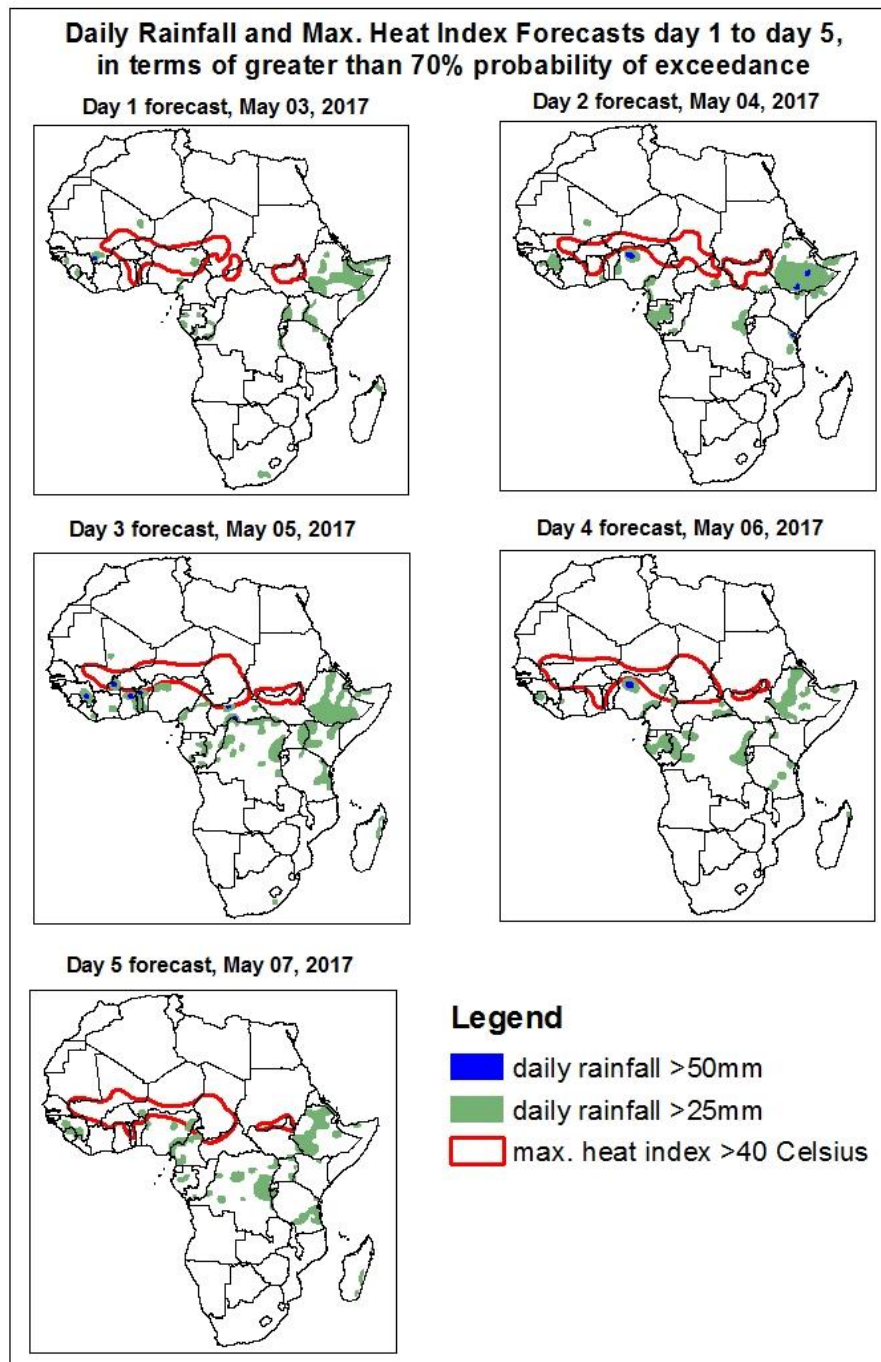 Daily Rainfall and Max. Heat Index Forecasts day 1 to day 5,
in terms of greater than 70% probability of exceedance
Day 1 forecast, May 03, 2017
Day 2 forecast, May 04, 2017
Day 3 forecast, May 05, 2017
Day 4 forecast, May 06, 2017
Day 5 forecast, May 07, 2017
Legend
daily rainfall >50mm
daily rainfall >25mm
max. heat index >40 Celsius